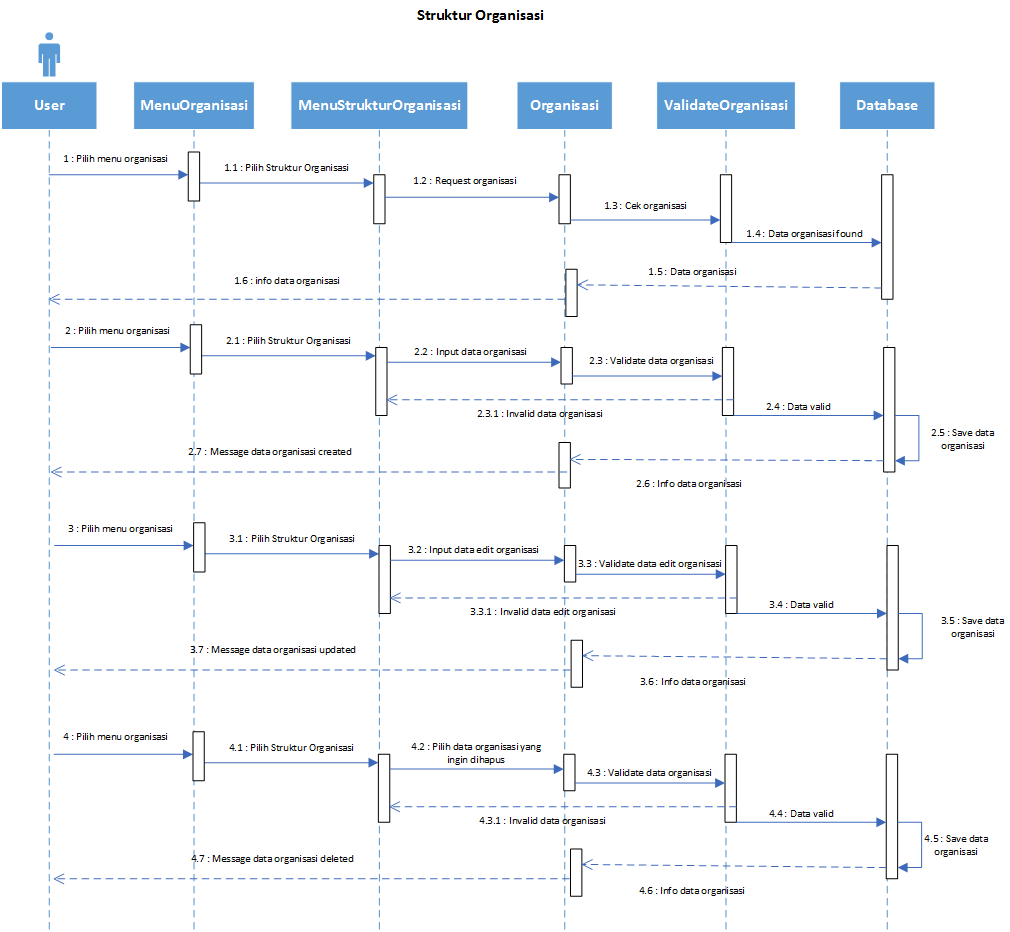 Struktur Organisasi
User
MenuOrganisasi
MenuStrukturOrganisasi
Organisasi
ValidateOrganisasi
Database
1 : Pilih menu organisasi
1.1 : Pilih Struktur Organisasi
1.2 : Request organisasi
1.3 : Cek organisasi
1.4 : Data organisasi found
1.5 : Data organisasi
1.6 : info data organisasi
2 : Pilih menu organisasi
2.1 : Pilih Struktur Organisasi
2.2 : Input data organisasi
2.3 : Validate data organisasi
2.3.1 : Invalid data organisasi
2.4 : Data valid
2.5 : Save data
organisasi
2.7 : Message data organisasi created
2.6 : Info data organisasi
3 : Pilih menu organisasi
3.1 : Pilih Struktur Organisasi
3.2 : Input data edit organisasi
3.3 : Validate data edit organisasi
3.3.1 : Invalid data edit organisasi
3.4 : Data valid
3.5 : Save data
organisasi
3.7 : Message data organisasi updated
3.6 : Info data organisasi
4 : Pilih menu organisasi
4.1 : Pilih Struktur Organisasi
4.2 : Pilih data organisasi yang
ingin dihapus
4.3 : Validate data organisasi
4.3.1 : Invalid data organisasi
4.4 : Data valid
4.5 : Save data
organisasi
4.7 : Message data organisasi deleted
4.6 : Info data organisasi